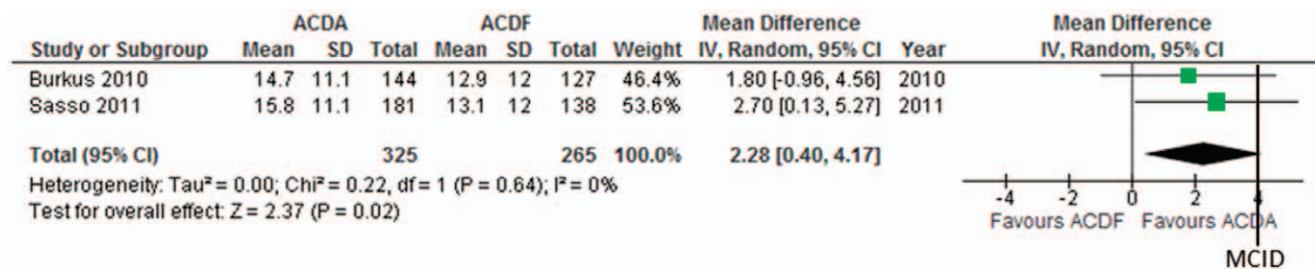 ACDA ACDF Mean Difference Mean Difference
Study or Subgroup Mean SD Total Mean SD Total Weight IV, Random, 95% CI Year IV, Random, 95% CI
Burkus 2010 14.7 11.1 144 12.9 12 127 46.4% 1.80 [-0.96, 4.56] 2010
Sasso 2011 15.8 11.1 181 13.1 12 138 53.6% 2.70 [0.13, 5.27] 2011
Total (95% CI) 325 265 100.0% 2.28 [0.40, 4.17]
Heterogeneity: Tau² = 0.00; Chi² = 0.22, df = 1 (P = 0.64); I² = 0%
Test for overall effect: Z = 2.37 (P = 0.02)
-4 -2 0 2 4
Favours ACDF Favours ACDA
MCID